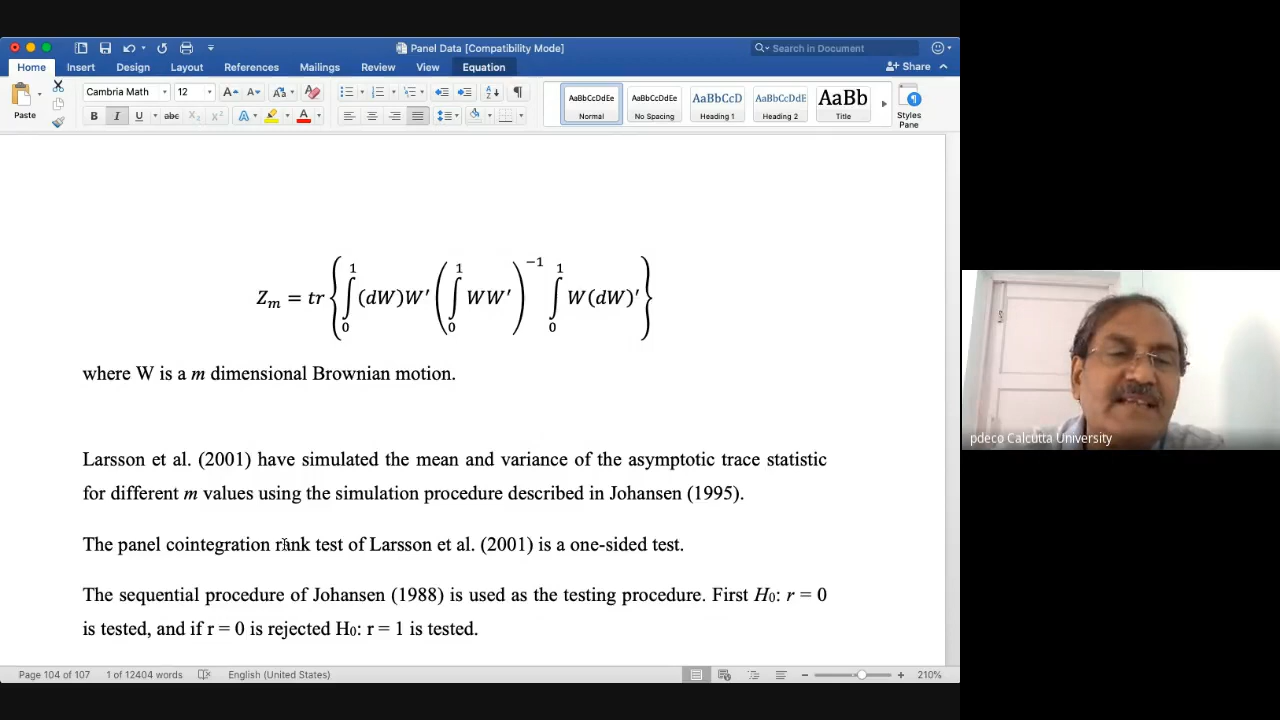 Panel Data [Compatibility Mode]
Search in Document
Home Insert Design Layout References Mailings Review View Equation
Share
Paste
Cambria Math 12
AaBbCcDdEe AaBbCcDdEe AaBbCcD AaBbCcDdE AaBb
Normal No Spacing Heading 1 Heading 2 Title
Styles Pane
Z_m = tr { ∫₀¹ (dW)W′ ( ∫₀¹ WW′ )⁻¹ ∫₀¹ W(dW)′ }
where W is a m dimensional Brownian motion.
Larsson et al. (2001) have simulated the mean and variance of the asymptotic trace statistic
for different m values using the simulation procedure described in Johansen (1995).
The panel cointegration rank test of Larsson et al. (2001) is a one-sided test.
The sequential procedure of Johansen (1988) is used as the testing procedure. First H₀: r = 0
is tested, and if r = 0 is rejected H₀: r = 1 is tested.
pdeco Calcutta University
Page 104 of 107 1 of 12404 words English (United States) 210%